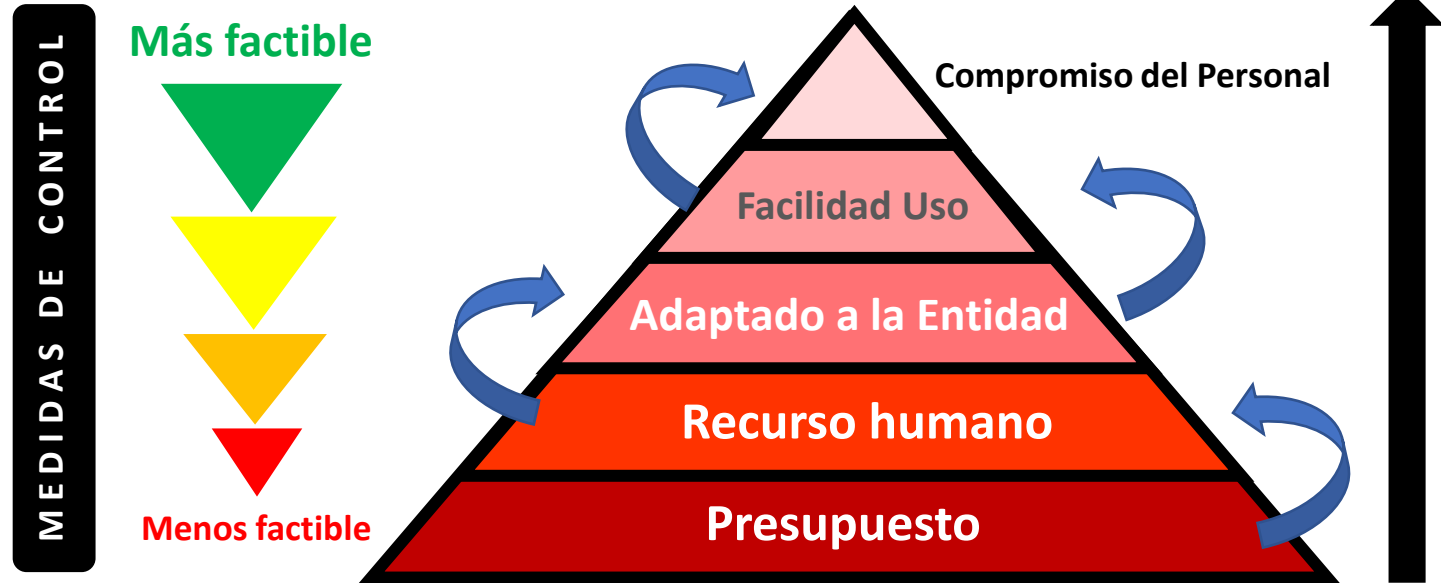 MEDIDAS DE CONTROL
Más factible
Menos factible
Compromiso del Personal
Facilidad Uso
Adaptado a la Entidad
Recurso humano
Presupuesto